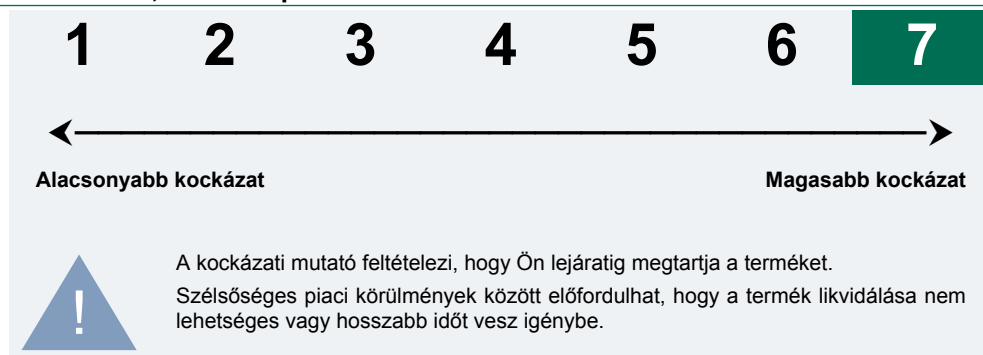 1 2 3 4 5 6 7
Alacsonyabb kockázat Magasabb kockázat
A kockázati mutató feltételezi, hogy Ön lejáratig megtartja a terméket.
Szélsőséges piaci körülmények között előfordulhat, hogy a termék likvidálása nem
lehetséges vagy hosszabb időt vesz igénybe.
!